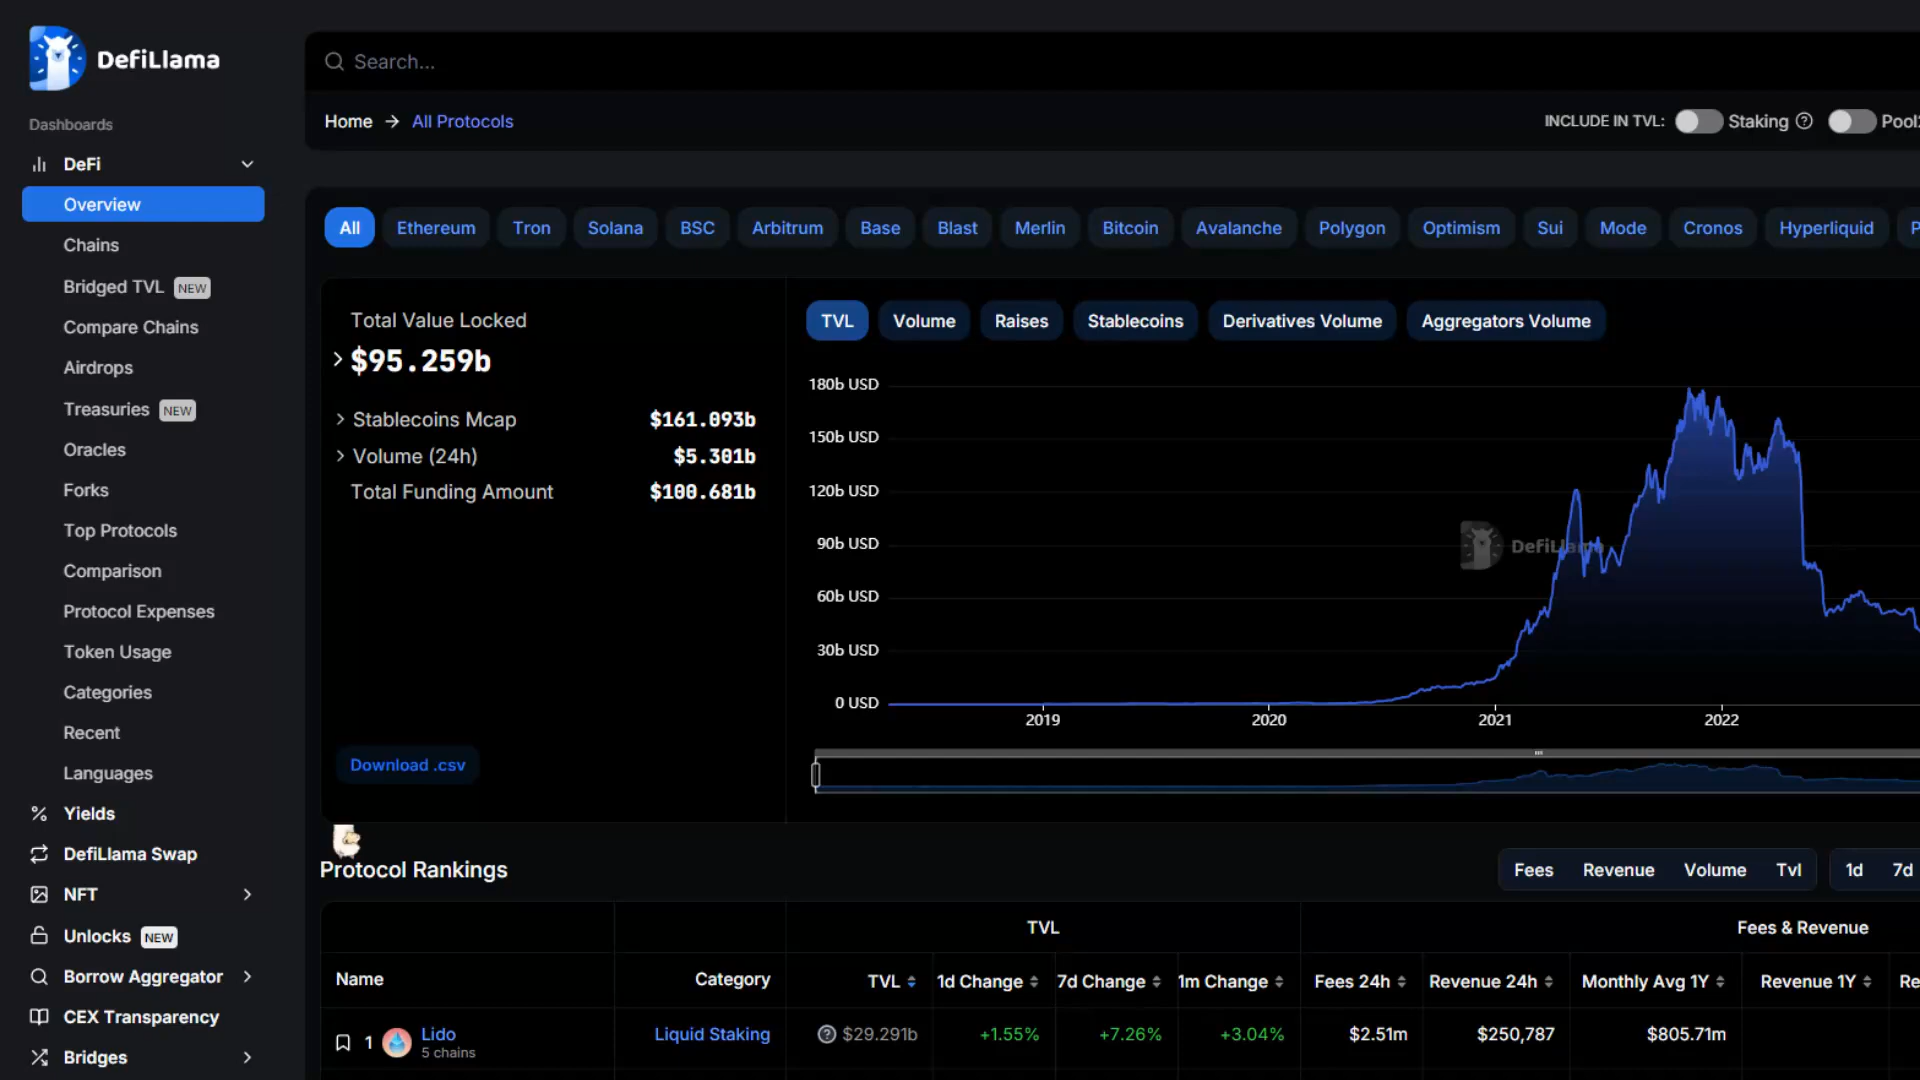 DefiLlama
Search...
Dashboards
Home → All Protocols
INCLUDE IN TVL: Staking
DeFi
Overview
Chains
Bridged TVL NEW
Compare Chains
Airdrops
Treasuries NEW
Oracles
Forks
Top Protocols
Comparison
Protocol Expenses
Token Usage
Categories
Recent
Languages
Yields
DefiLlama Swap
NFT
Unlocks NEW
Borrow Aggregator
CEX Transparency
Bridges
All Ethereum Tron Solana BSC Arbitrum Base Blast Merlin Bitcoin Avalanche Polygon Optimism Sui Mode Cronos Hyperliquid P
Total Value Locked
$95.259b
Stablecoins Mcap $161.093b
Volume (24h) $5.301b
Total Funding Amount $100.681b
Download .csv
TVL Volume Raises Stablecoins Derivatives Volume Aggregators Volume
180b USD
150b USD
120b USD
90b USD
60b USD
30b USD
0 USD
DefiLlama
2019 2020 2021 2022
Protocol Rankings
Fees Revenue Volume Tvl 1d 7d
TVL Fees & Revenue
Name Category TVL 1d Change 7d Change 1m Change Fees 24h Revenue 24h Monthly Avg 1Y Revenue 1Y Re
1 Lido Liquid Staking $29.291b +1.55% +7.26% +3.04% $2.51m $250,787 $805.71m
5 chains